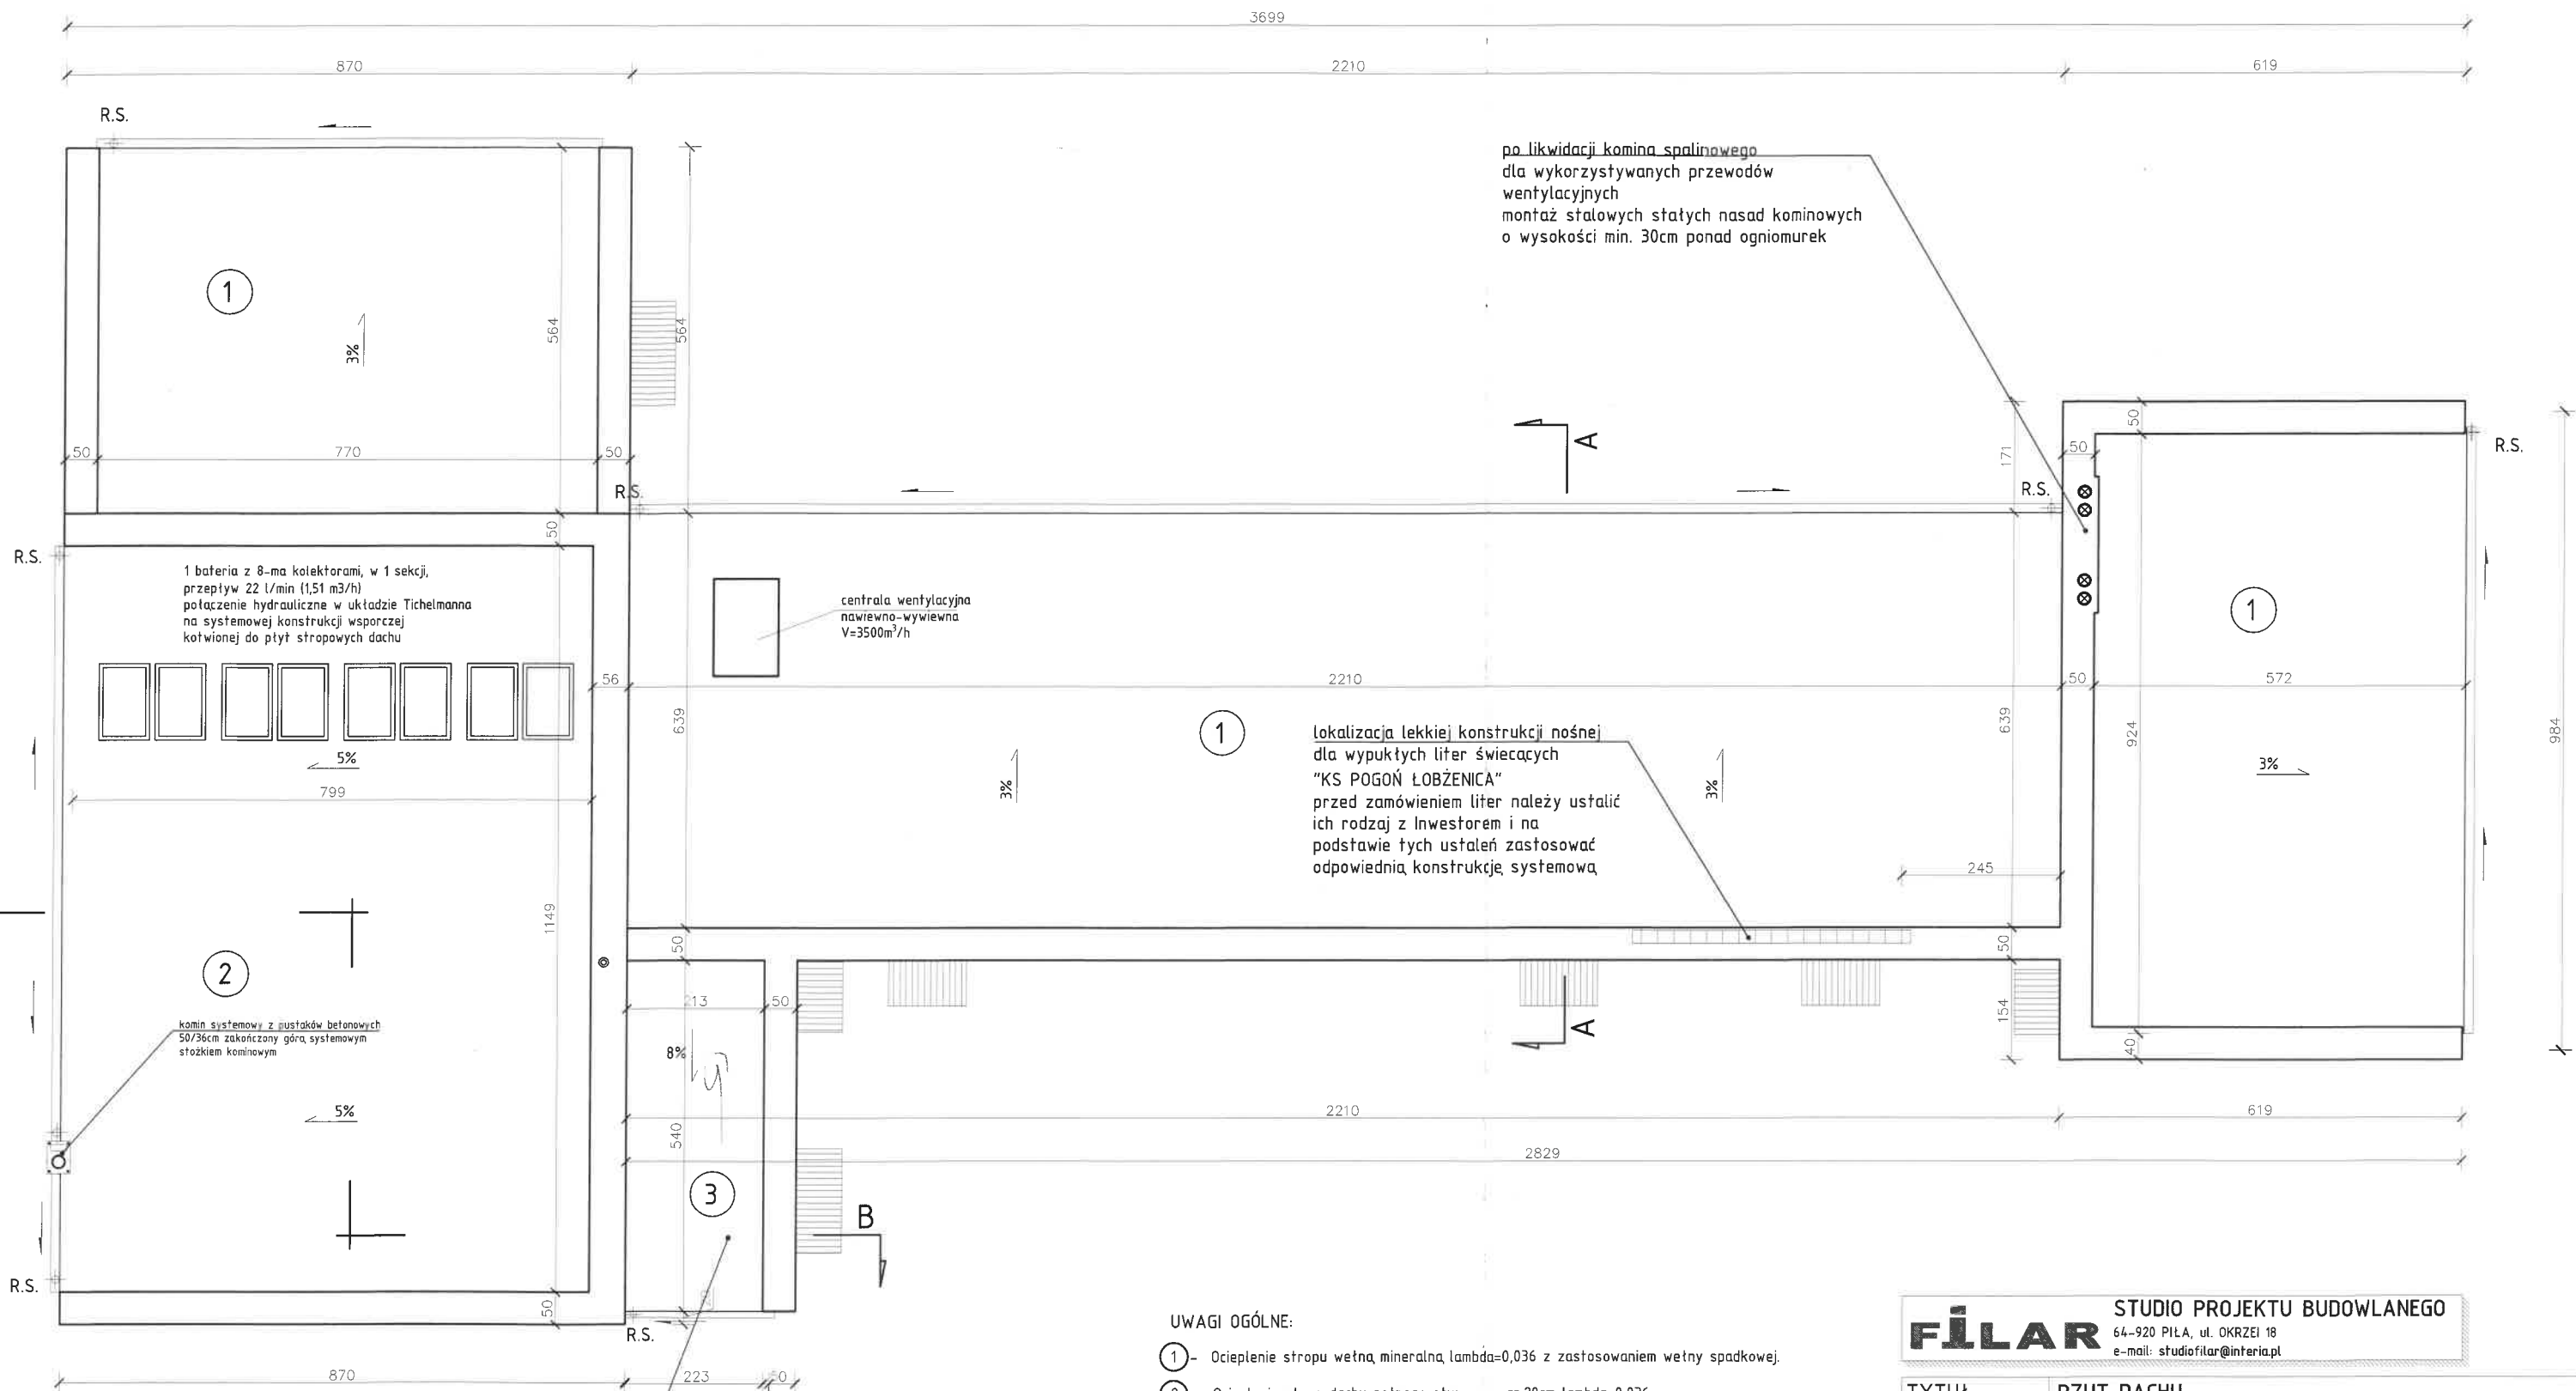 3699
870
2210
619
R.S.
po likwidacji komina spalinowego
dla wykorzystywanych przewodów
wentylacyjnych
montaż stalowych stałych nasad kominowych
o wysokości min. 30cm ponad ogniomurek
1
3%
564
564
50
770
50
R.S.
A
171
R.S.
50
50
R.S.
R.S.
50
1 bateria z 8-ma kolektorami, w 1 sekcji,
przepływ 22 l/min (1,51 m3/h)
połączenie hydrauliczne w układzie Tichelmanna
na systemowej konstrukcji wsporczej
kotwionej do płyt stropowych dachu
centrala wentylacyjna
nawiewno-wywiewna
V=3500m³/h
1
56
2210
50
572
639
1
639
924
984
lokalizacja lekkiej konstrukcji nośnej
dla wypukłych liter świecących
"KS POGOŃ ŁOBŻENICA"
przed zamówieniem liter należy ustalić
ich rodzaj z Inwestorem i na
podstawie tych ustaleń zastosować
odpowiednią konstrukcję systemową
5%
799
3%
3%
3%
245
1149
50
50
2
213
50
154
A
40
komin systemowy z pustaków betonowych
50/36cm zakończony górą systemowym
stożkiem kominowym
8%
5%
540
2210
619
2829
3
B
R.S.
50
R.S.
870
223
50
UWAGI OGÓLNE:
1 - Ocieplenie stropu wełną mineralną lambda=0,036 z zastosowaniem wełny spadkowej.
FILAR
STUDIO PROJEKTU BUDOWLANEGO
64-920 PIŁA, ul. OKRZEI 18
e-mail: studiofilar@interia.pl
TYTUŁ
RZUT DACHU